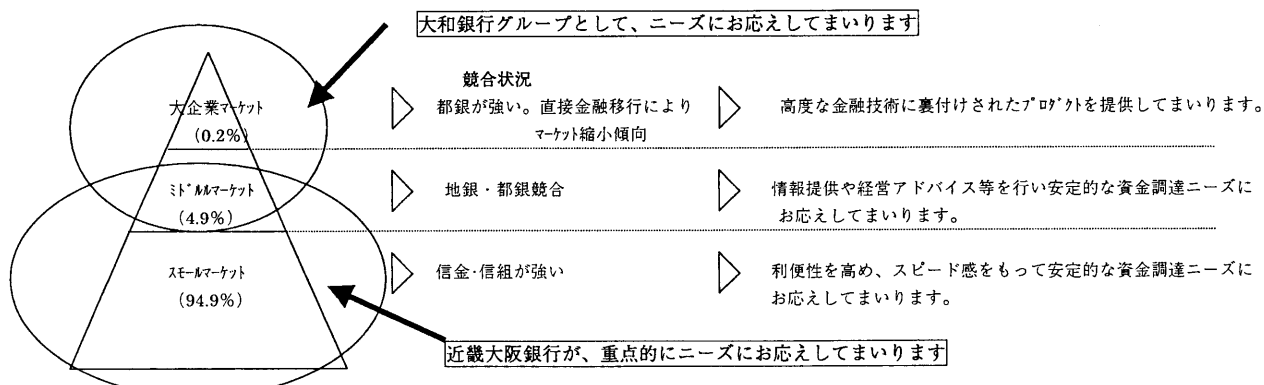 大和銀行グループとして、ニーズにお応えしてまいります
競合状況
大企業マーケット
(0.2%)
都銀が強い。直接金融移行により
マーケット縮小傾向
高度な金融技術に裏付けされたプロダクトを提供してまいります。
ミドルルマーケット
(4.9%)
地銀・都銀競合
情報提供や経営アドバイス等を行い安定的な資金調達ニーズに
お応えしてまいります。
スモールマーケット
(94.9%)
信金・信組が強い
利便性を高め、スピード感をもって安定的な資金調達ニーズに
お応えしてまいります。
近畿大阪銀行が、重点的にニーズにお応えしてまいります